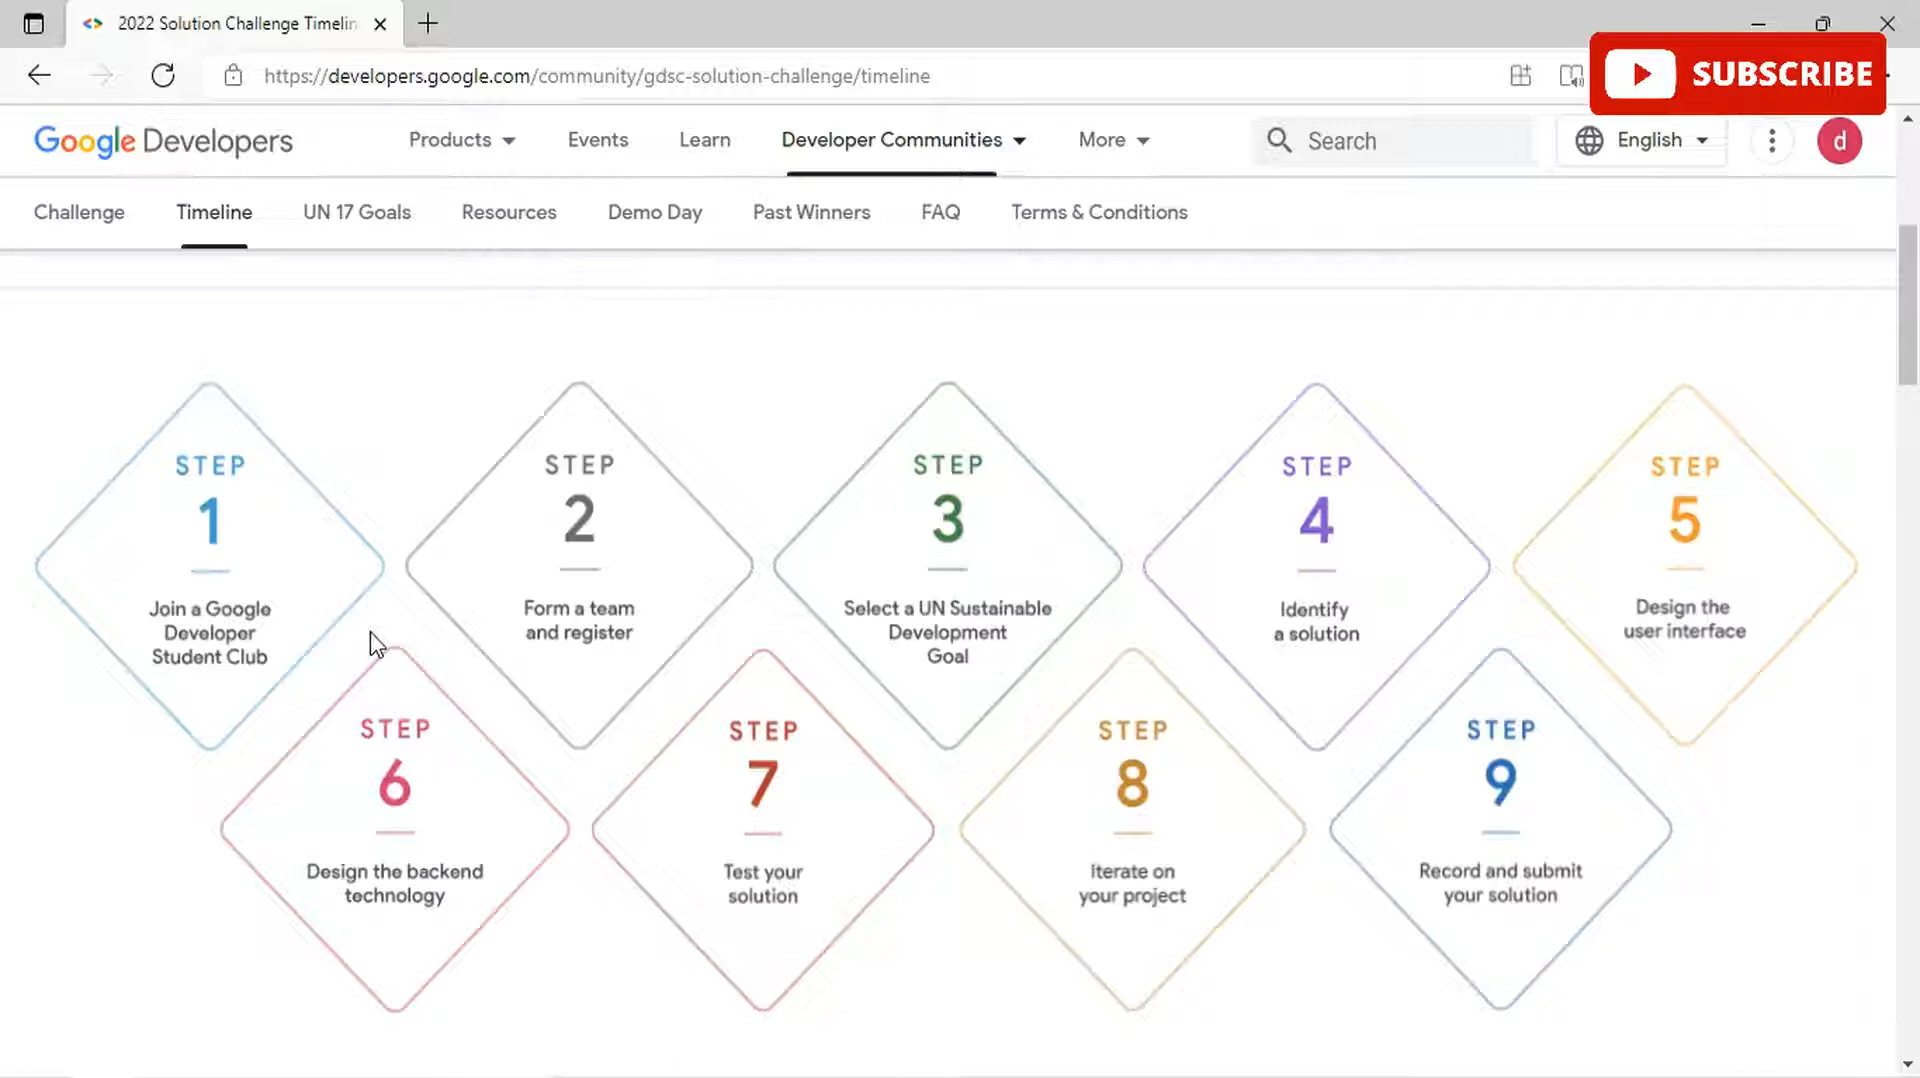 2022 Solution Challenge Timelin
https://developers.google.com/community/gdsc-solution-challenge/timeline
SUBSCRIBE
Google Developers
Products
Events
Learn
Developer Communities
More
Search
English
d
Challenge
Timeline
UN 17 Goals
Resources
Demo Day
Past Winners
FAQ
Terms & Conditions
STEP
1
Join a Google
Developer
Student Club
STEP
2
Form a team
and register
STEP
3
Select a UN Sustainable
Development
Goal
STEP
4
Identify
a solution
STEP
5
Design the
user interface
STEP
6
Design the backend
technology
STEP
7
Test your
solution
STEP
8
Iterate on
your project
STEP
9
Record and submit
your solution